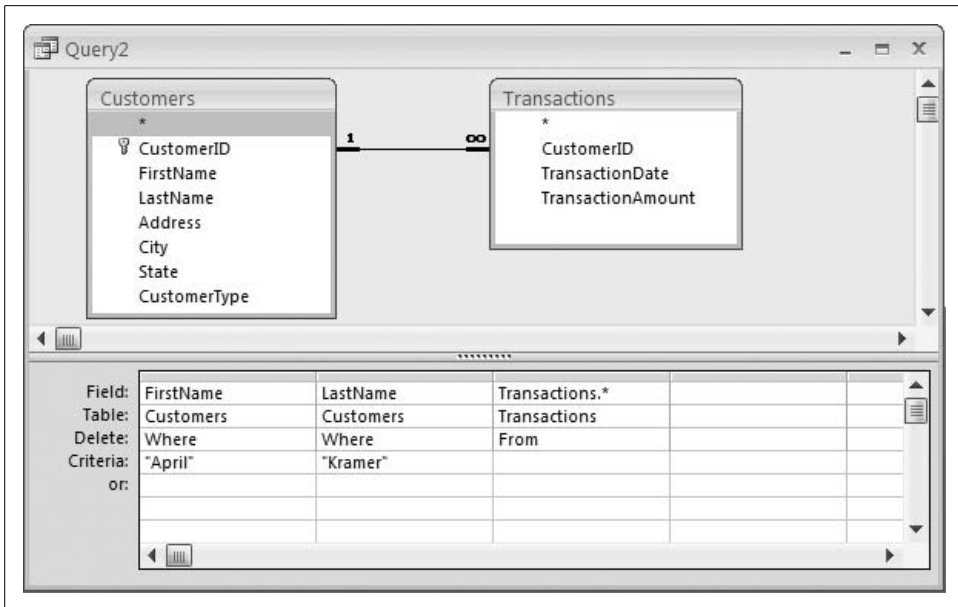 Query2
Customers
*
CustomerID
FirstName
LastName
Address
City
State
CustomerType
1 ∞
Transactions
*
CustomerID
TransactionDate
TransactionAmount
Field: FirstName LastName Transactions.*
Table: Customers Customers Transactions
Delete: Where Where From
Criteria: "April" "Kramer"
or: